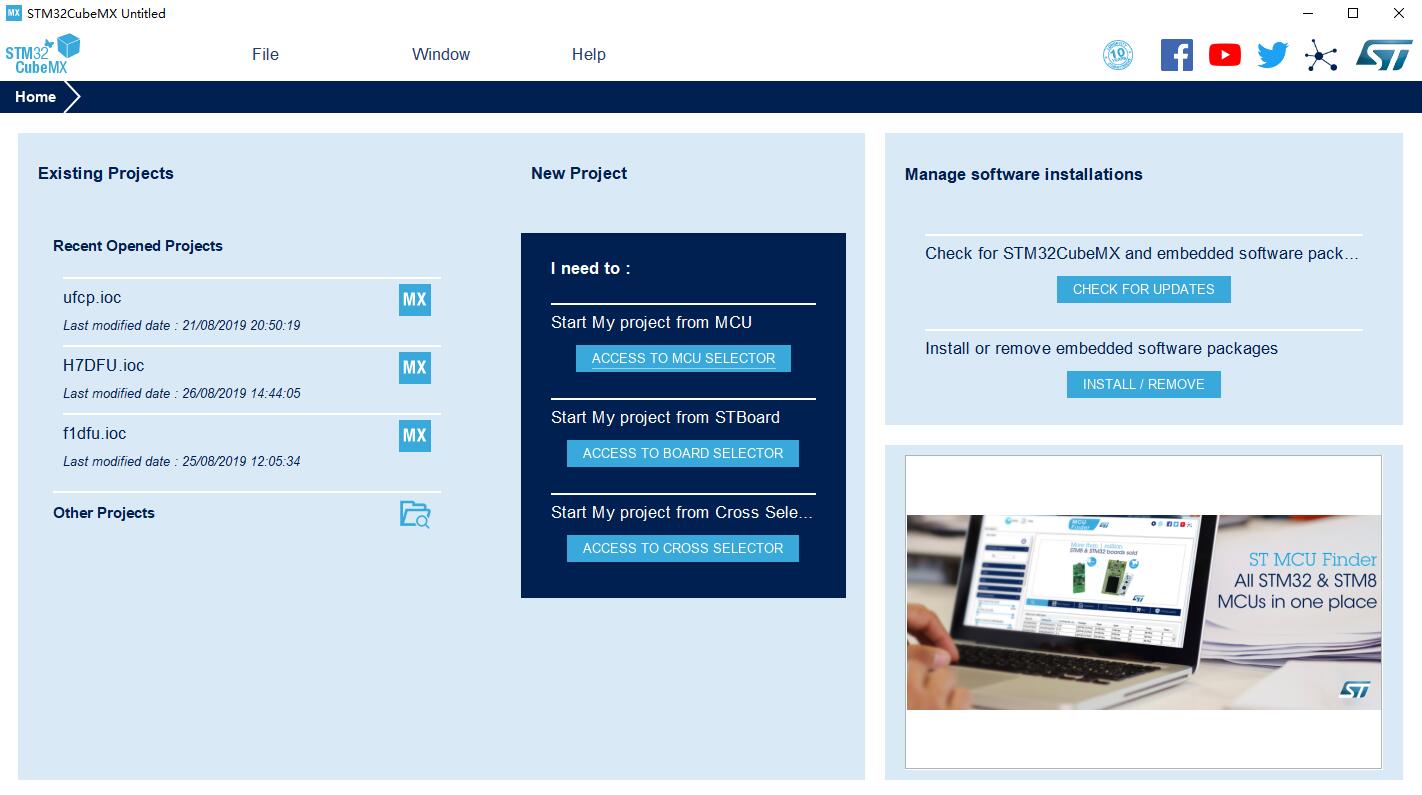 MX STM32CubeMX Untitled
STM32
CubeMX
File
Window
Help
10
ST
Home
Existing Projects
Recent Opened Projects
ufcp.ioc
MX
Last modified date : 21/08/2019 20:50:19
H7DFU.ioc
MX
Last modified date : 26/08/2019 14:44:05
f1dfu.ioc
MX
Last modified date : 25/08/2019 12:05:34
Other Projects
New Project
I need to :
Start My project from MCU
ACCESS TO MCU SELECTOR
Start My project from STBoard
ACCESS TO BOARD SELECTOR
Start My project from Cross Sele...
ACCESS TO CROSS SELECTOR
Manage software installations
Check for STM32CubeMX and embedded software pack...
CHECK FOR UPDATES
Install or remove embedded software packages
INSTALL / REMOVE
MCU
Finder
More than 1 million
STM8 & STM32 boards sold
ST MCU Finder
All STM32 & STM8
MCUs in one place
ST